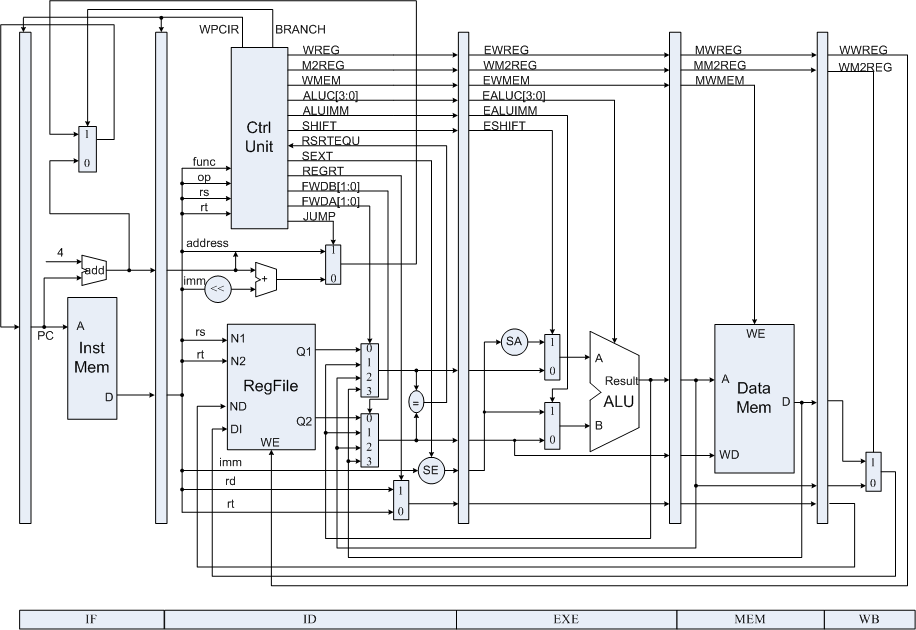 WPCIR BRANCH
WREG EWREG MWREG WWREG
M2REG WM2REG MM2REG WM2REG
WMEM EWMEM MWMEM
ALUC[3:0] EALUC[3:0]
ALUIMM EALUIMM
SHIFT ESHIFT
Ctrl
Unit
RSRTEQU
SEXT
REGRT
FWDB[1:0]
FWDA[1:0]
JUMP
func
op
rs
rt
1
0
address
1
0
4
add
+
imm
<<
PC
A
Inst
Mem
D
rs
rt
N1
N2
Q1
RegFile
ND
DI
Q2
WE
0
1
2
3
0
1
2
3
=
SE
imm
rd
rt
1
0
SA
1
0
1
0
A
Result
ALU
B
WE
A
Data
Mem
D
WD
1
0
IF ID EXE MEM WB